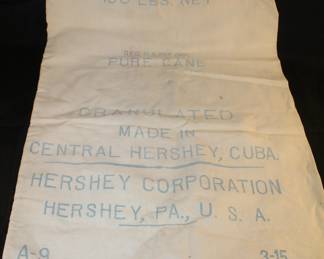 100 LBS. NET
PURE CANE
GRANULATED
MADE IN
CENTRAL HERSHEY, CUBA.
HERSHEY CORPORATION
HERSHEY, PA., U. S. A.
A-9 3-15